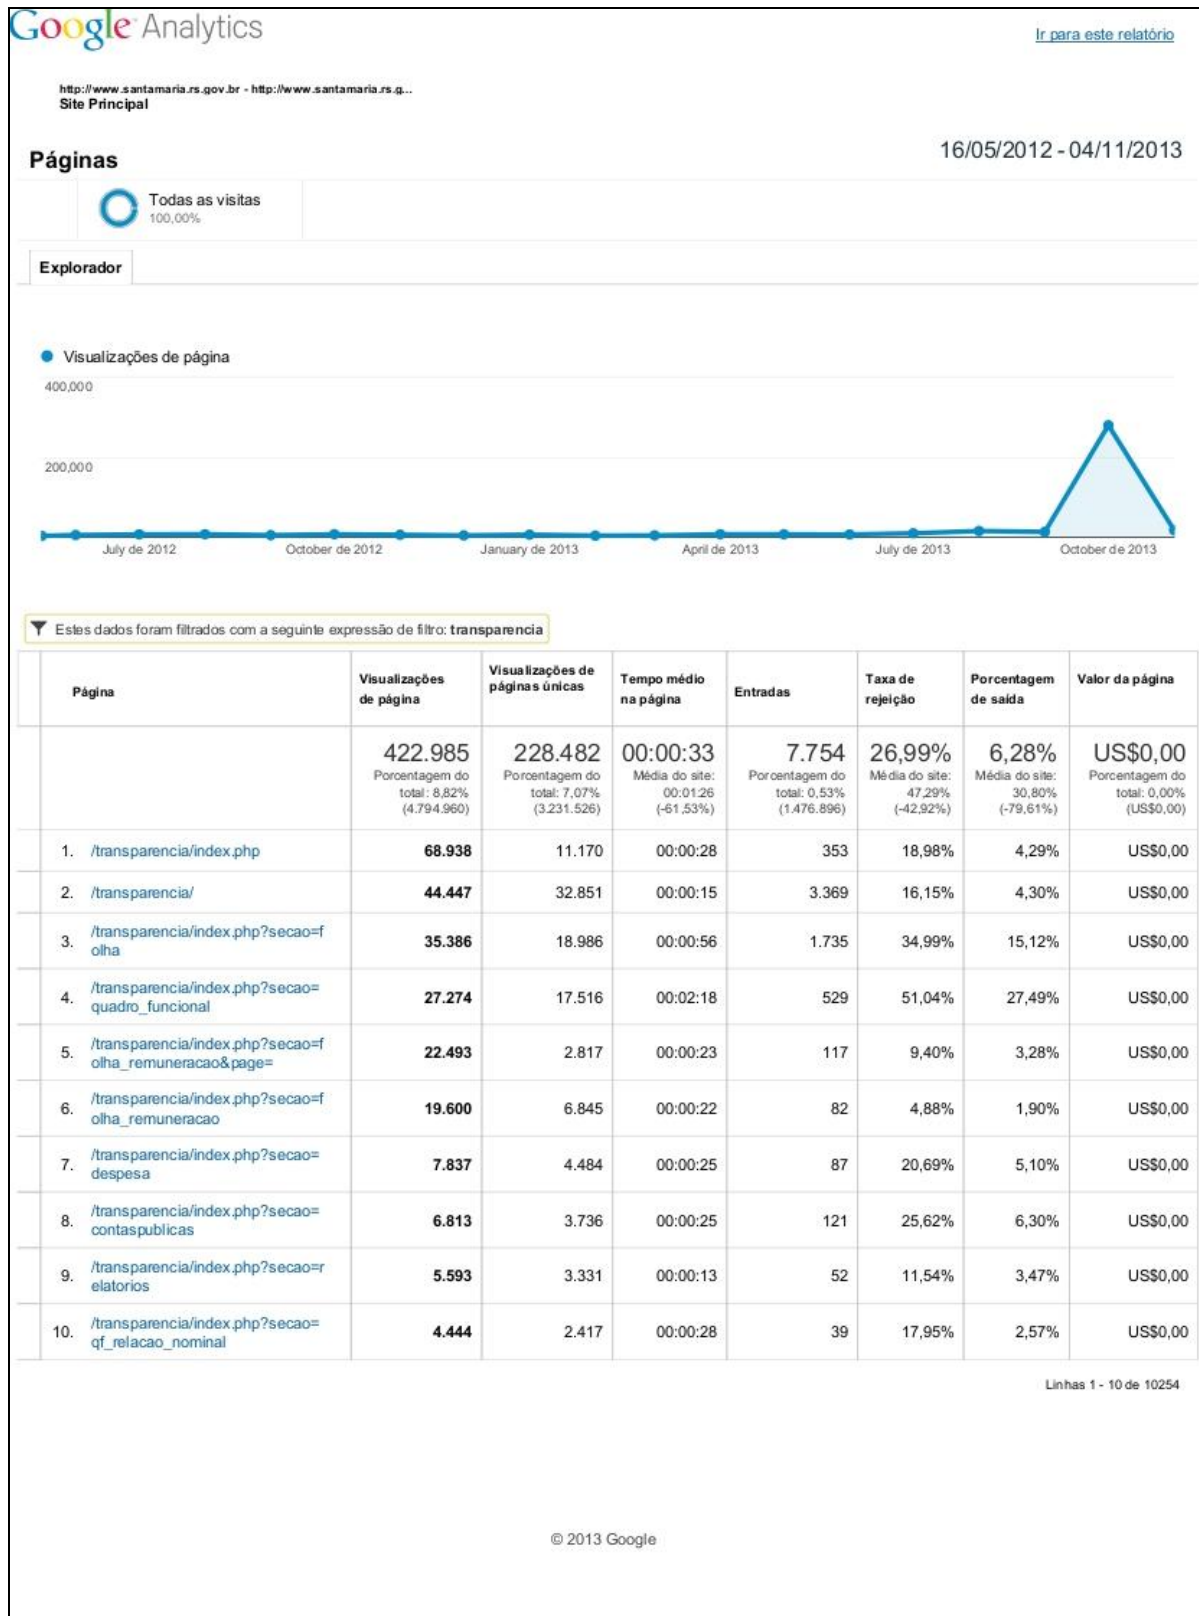 Google Analytics
Ir para este relatório
http://www.santamaria.rs.gov.br - http://www.santamaria.rs.g...
Site Principal
Páginas
16/05/2012 - 04/11/2013
Todas as visitas
100,00%
Explorador
Visualizações de página
400,000
200,000
July de 2012 October de 2012 January de 2013 April de 2013 July de 2013 October de 2013
Estes dados foram filtrados com a seguinte expressão de filtro: transparencia
Página Visualizações de página Visualizações de páginas únicas Tempo médio na página Entradas Taxa de rejeição Porcentagem de saída Valor da página
422.985 228.482 00:00:33 7.754 26,99% 6,28% US$0,00
Porcentagem do Porcentagem do Média do site: Porcentagem do Média do site: Média do site: Porcentagem do
total: 8,82% total: 7,07% 00:01:26 total: 0,53% 47,29% 30,80% total: 0,00%
(4.794.960) (3.231.526) (-61,53%) (1.476.896) (-42,92%) (-79,61%) (US$0,00)
1. /transparencia/index.php 68.938 11.170 00:00:28 353 18,98% 4,29% US$0,00
2. /transparencia/ 44.447 32.851 00:00:15 3.369 16,15% 4,30% US$0,00
3. /transparencia/index.php?secao=f
olha 35.386 18.986 00:00:56 1.735 34,99% 15,12% US$0,00
4. /transparencia/index.php?secao=
quadro_funcional 27.274 17.516 00:02:18 529 51,04% 27,49% US$0,00
5. /transparencia/index.php?secao=f
olha_remuneracao&page= 22.493 2.817 00:00:23 117 9,40% 3,28% US$0,00
6. /transparencia/index.php?secao=f
olha_remuneracao 19.600 6.845 00:00:22 82 4,88% 1,90% US$0,00
7. /transparencia/index.php?secao=
despesa 7.837 4.484 00:00:25 87 20,69% 5,10% US$0,00
8. /transparencia/index.php?secao=
contaspublicas 6.813 3.736 00:00:25 121 25,62% 6,30% US$0,00
9. /transparencia/index.php?secao=r
elatorios 5.593 3.331 00:00:13 52 11,54% 3,47% US$0,00
10. /transparencia/index.php?secao=
qf_relacao_nominal 4.444 2.417 00:00:28 39 17,95% 2,57% US$0,00
Linhas 1 - 10 de 10254
© 2013 Google